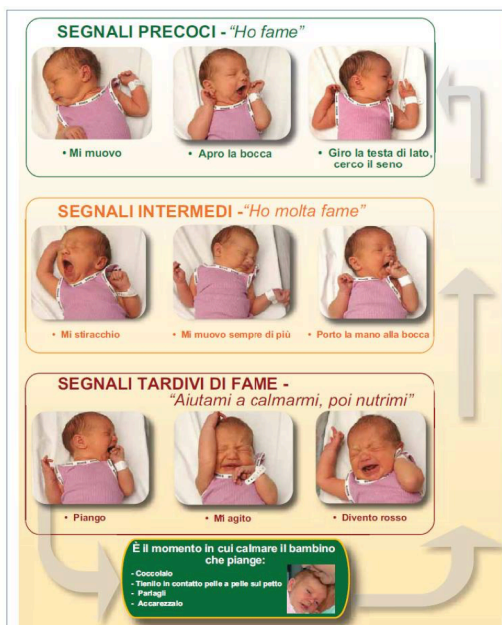 SEGNALI PRECOCI - “Ho fame”
• Mi muovo
• Apro la bocca
• Giro la testa di lato,
cerco il seno
SEGNALI INTERMEDI -“Ho molta fame”
• Mi stiracchio
• Mi muovo sempre di più
• Porto la mano alla bocca
SEGNALI TARDIVI DI FAME -
“Aiutami a calmarmi, poi nutrimi”
• Piango
• Mi agito
• Divento rosso
È il momento in cui calmare il bambino
che piange:
- Coccolalo
- Tienilo in contatto pelle a pelle sul petto
- Parlagli
- Accarezzalo